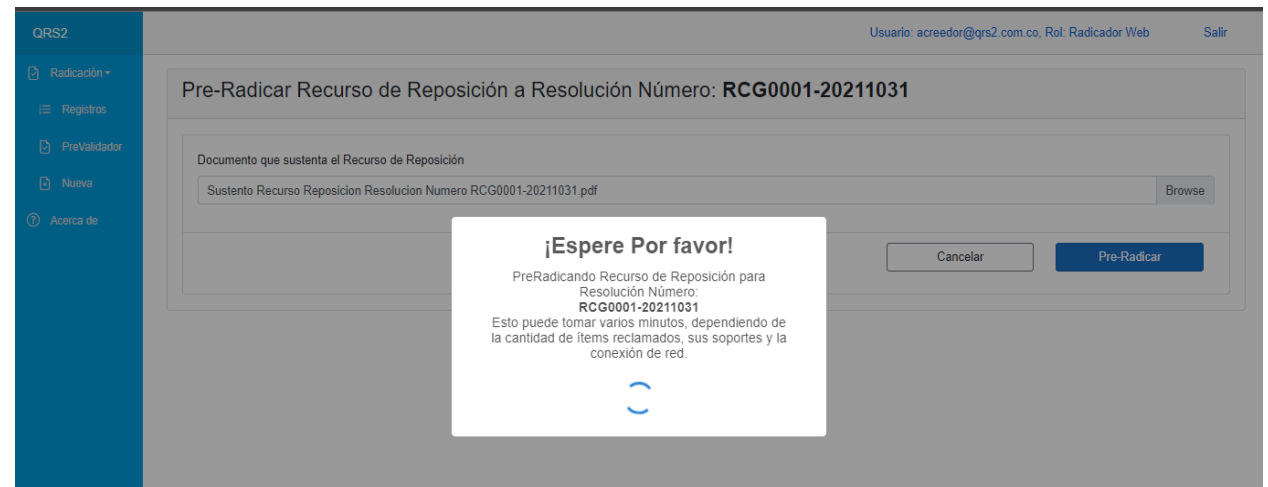 QRS2
Usuario: acreedor@qrs2.com.co, Rol: Radicador Web
Salir
Radicación
Registros
PreValidador
Nueva
Acerca de
Pre-Radicar Recurso de Reposición a Resolución Número: RCG0001-20211031
Documento que sustenta el Recurso de Reposición
Sustento Recurso Reposicion Resolucion Numero RCG0001-20211031.pdf
Browse
Cancelar
Pre-Radicar
¡Espere Por favor!
PreRadicando Recurso de Reposición para
Resolución Número:
RCG0001-20211031
Esto puede tomar varios minutos, dependiendo de
la cantidad de ítems reclamados, sus soportes y la
conexión de red.